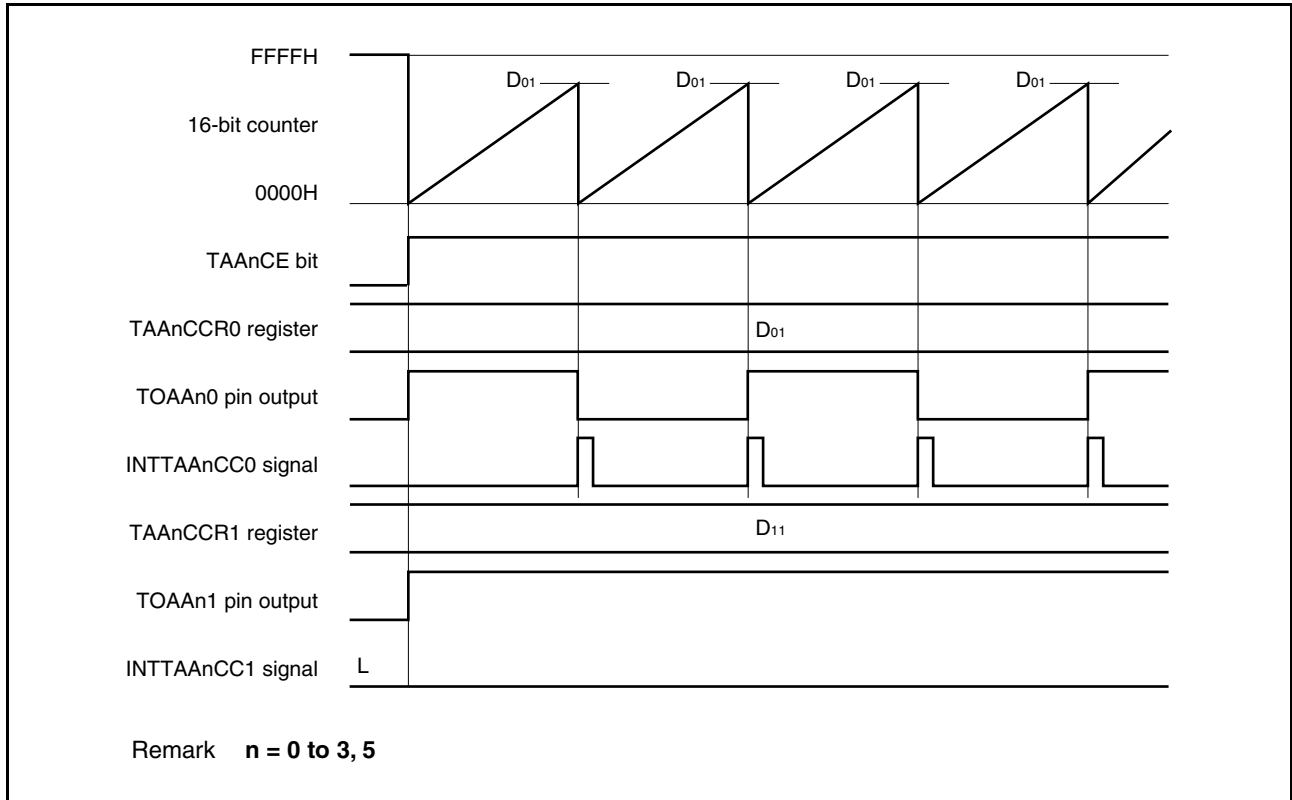 FFFFH
D01 D01 D01 D01
16-bit counter
0000H
TAAnCE bit
TAAnCCR0 register
D01
TOAAn0 pin output
INTTAAnCC0 signal
TAAnCCR1 register
D11
TOAAn1 pin output
INTTAAnCC1 signal L
Remark n = 0 to 3, 5